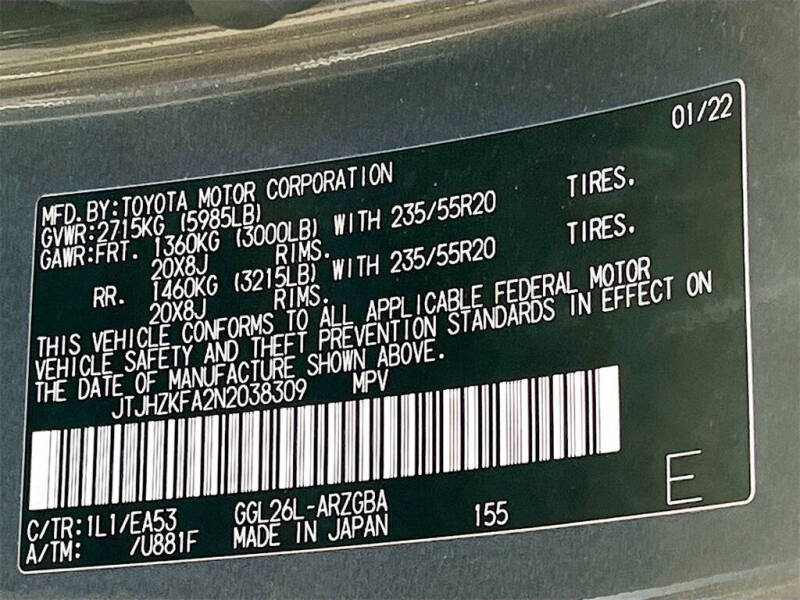 01/22
MFD. BY: TOYOTA MOTOR CORPORATION
GVWR: 2715KG (5985LB)
GAWR: FRT. 1360KG (3000LB) WITH 235/55R20 TIRES.
20X8J RIMS.
RR. 1460KG (3215LB) WITH 235/55R20 TIRES.
20X8J RIMS.
THIS VEHICLE CONFORMS TO ALL APPLICABLE FEDERAL MOTOR
VEHICLE SAFETY AND THEFT PREVENTION STANDARDS IN EFFECT ON
THE DATE OF MANUFACTURE SHOWN ABOVE.
JTJHZKFA2N2038309 MPV
C/TR: 1L1/EA53 GGL26L-ARZGBA 155 E
A/TM: /U881F MADE IN JAPAN